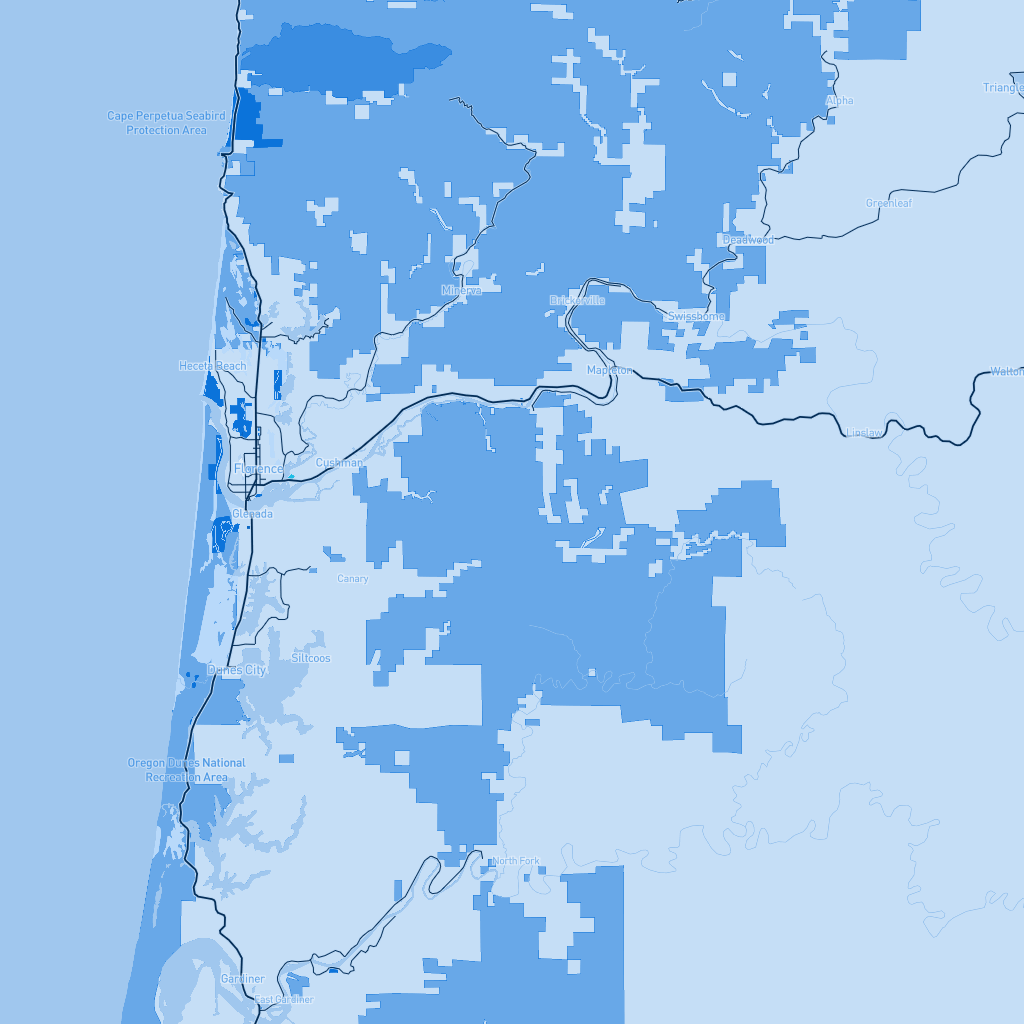 Triangle
Alpha
Cape Perpetua Seabird
Protection Area
Greenleaf
Deadwood
Minerva
Brickerville
Swisshome
Heceta Beach
Mapleton
Walton
Linslaw
Cushman
Florence
Glenada
Canary
Siltcoos
Dunes City
Oregon Dunes National
Recreation Area
North Fork
Gardiner
East Gardiner